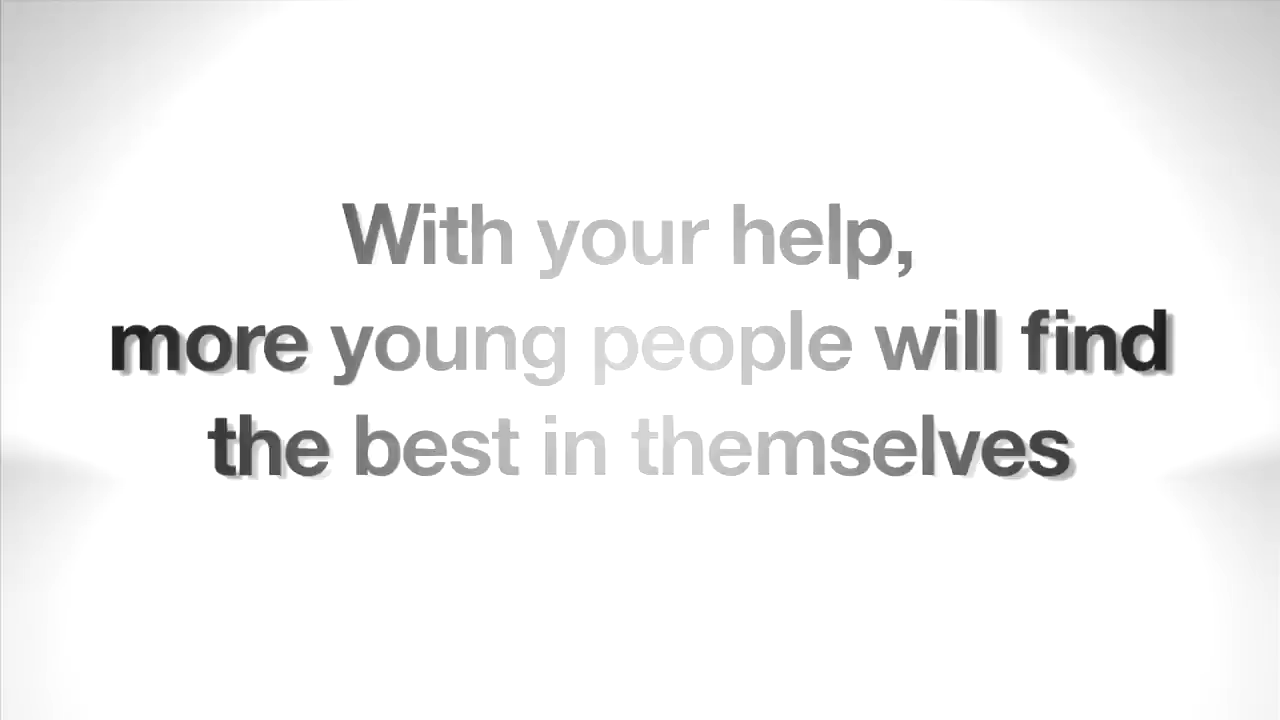 With your help,
more young people will find
the best in themselves